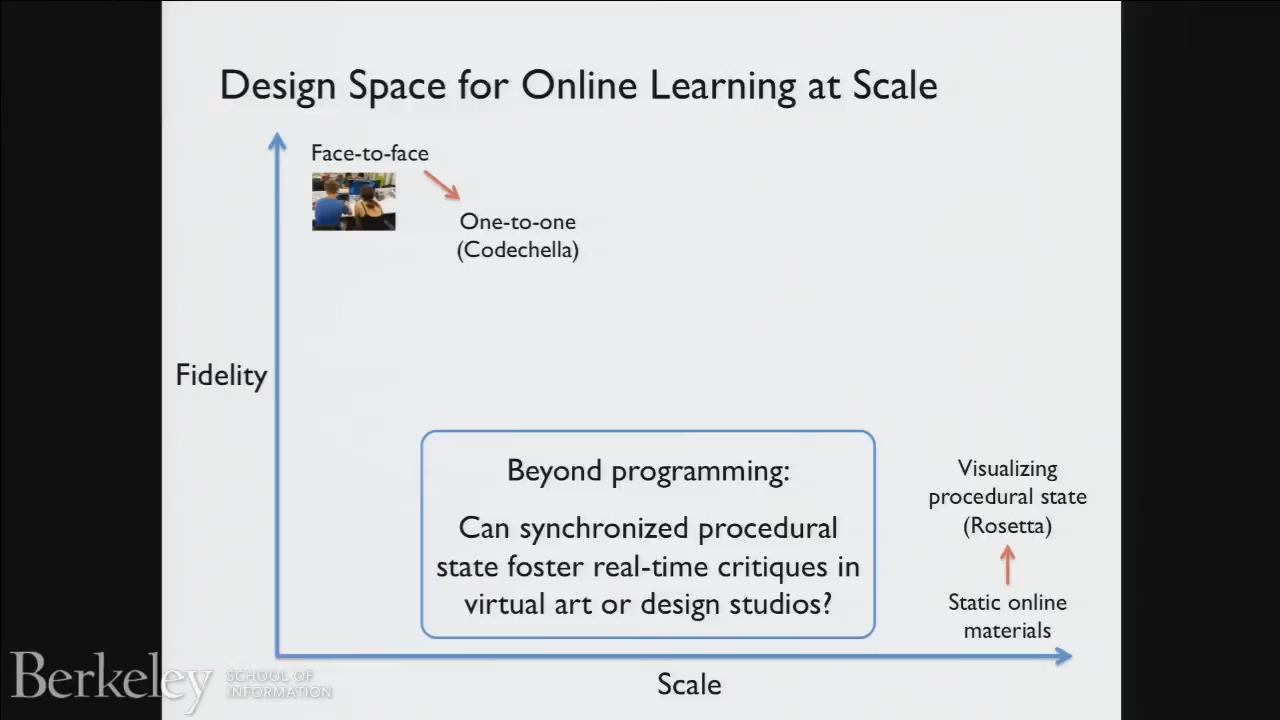 Design Space for Online Learning at Scale
Face-to-face
One-to-one
(Codechella)
Fidelity
Beyond programming:
Can synchronized procedural
state foster real-time critiques in
virtual art or design studios?
Visualizing
procedural state
(Rosetta)
Static online
materials
Scale
Berkeley
SCHOOL OF
INFORMATION